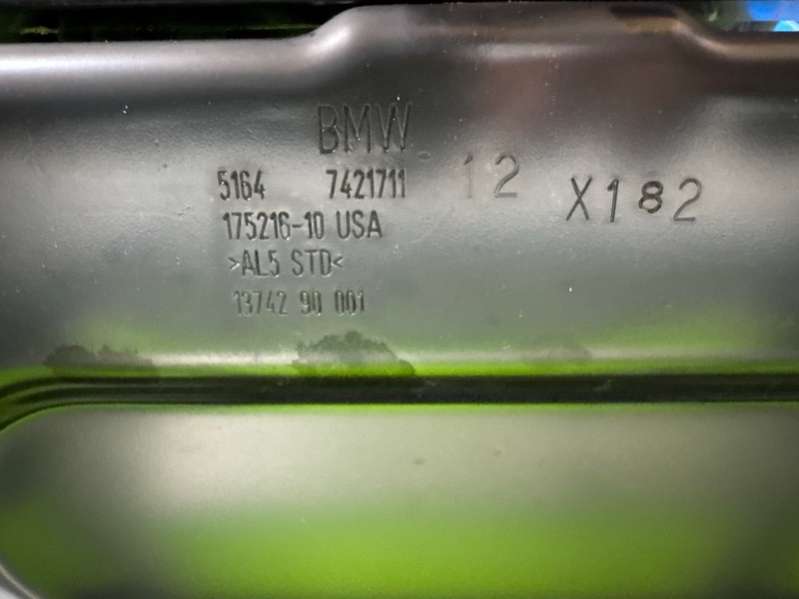 BMW
5164 7421711 12 X182
175216-10 USA
>AL5 STD<
13742 90 001